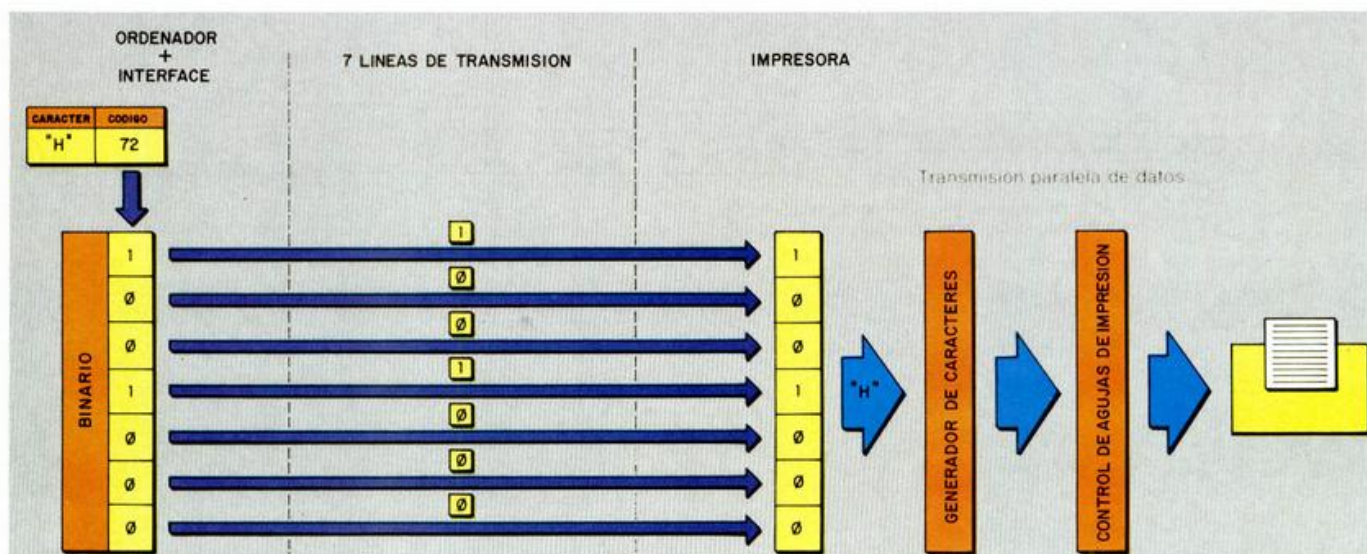 ORDENADOR
+
INTERFACE
7 LINEAS DE TRANSMISION
IMPRESORA
CARACTER CODIGO
"H" 72
Transmisión paralela de datos
BINARIO
1 1 1
Ø Ø Ø
Ø Ø Ø
1 1 1
Ø Ø Ø
Ø Ø Ø
Ø Ø Ø
"H"
GENERADOR DE CARACTERES
CONTROL DE AGUJAS DE IMPRESION